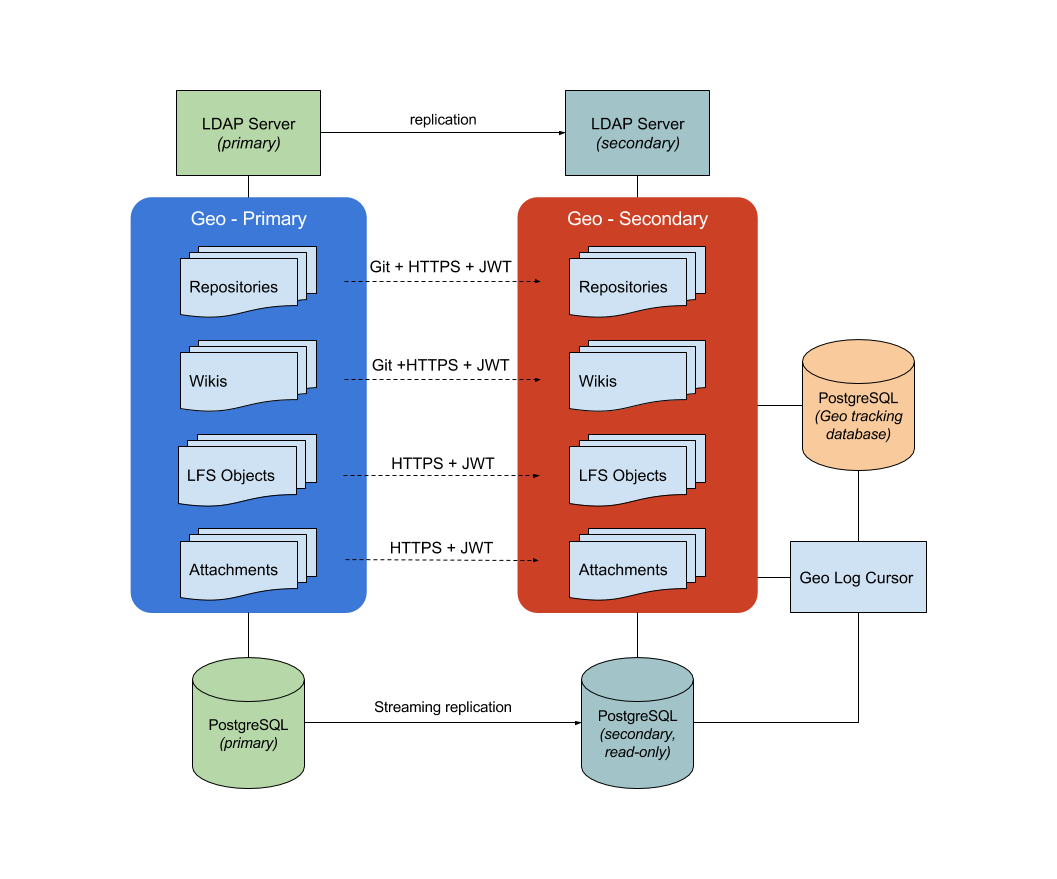 LDAP Server
(primary)
replication
LDAP Server
(secondary)
Geo - Primary
Geo - Secondary
Repositories
Git + HTTPS + JWT
Repositories
Wikis
Git +HTTPS + JWT
Wikis
PostgreSQL
(Geo tracking
database)
LFS Objects
HTTPS + JWT
LFS Objects
Attachments
HTTPS + JWT
Attachments
Geo Log Cursor
PostgreSQL
(primary)
Streaming replication
PostgreSQL
(secondary,
read-only)